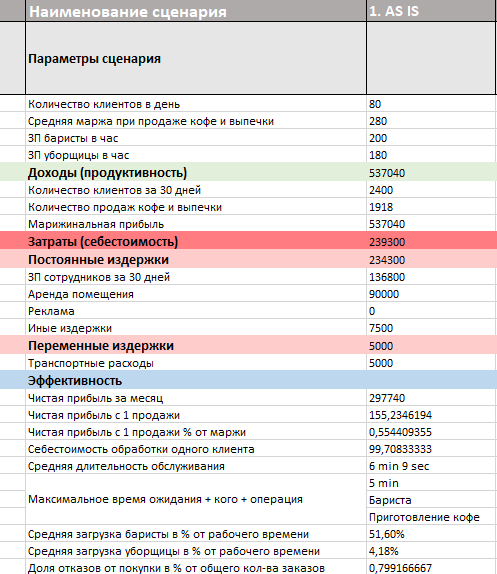 Наименование сценария 1. AS IS
Параметры сценария
Количество клиентов в день 80
Средняя маржа при продаже кофе и выпечки 280
ЗП баристы в час 200
ЗП уборщицы в час 180
Доходы (продуктивность) 537040
Количество клиентов за 30 дней 2400
Количество продаж кофе и выпечки 1918
Марижинальная прибыль 537040
Затраты (себестоимость) 239300
Постоянные издержки 234300
ЗП сотрудников за 30 дней 136800
Аренда помещения 90000
Реклама 0
Иные издержки 7500
Переменные издержки 5000
Транспортные расходы 5000
Эффективность
Чистая прибыль за месяц 297740
Чистая прибыль с 1 продажи 155,2346194
Чистая прибыль с 1 продажи % от маржи 0,554409355
Себестоимость обработки одного клиента 99,70833333
Средняя длительность обслуживания 6 min 9 sec
5 min
Максимальное время ожидания + кого + операция Бариста
Приготовление кофе
Средняя загрузка баристы в % от рабочего времени 51,60%
Средняя загрузка уборщицы в % от рабочего времени 4,18%
Доля отказов от покупки в % от общего кол-ва заказов 0,799166667